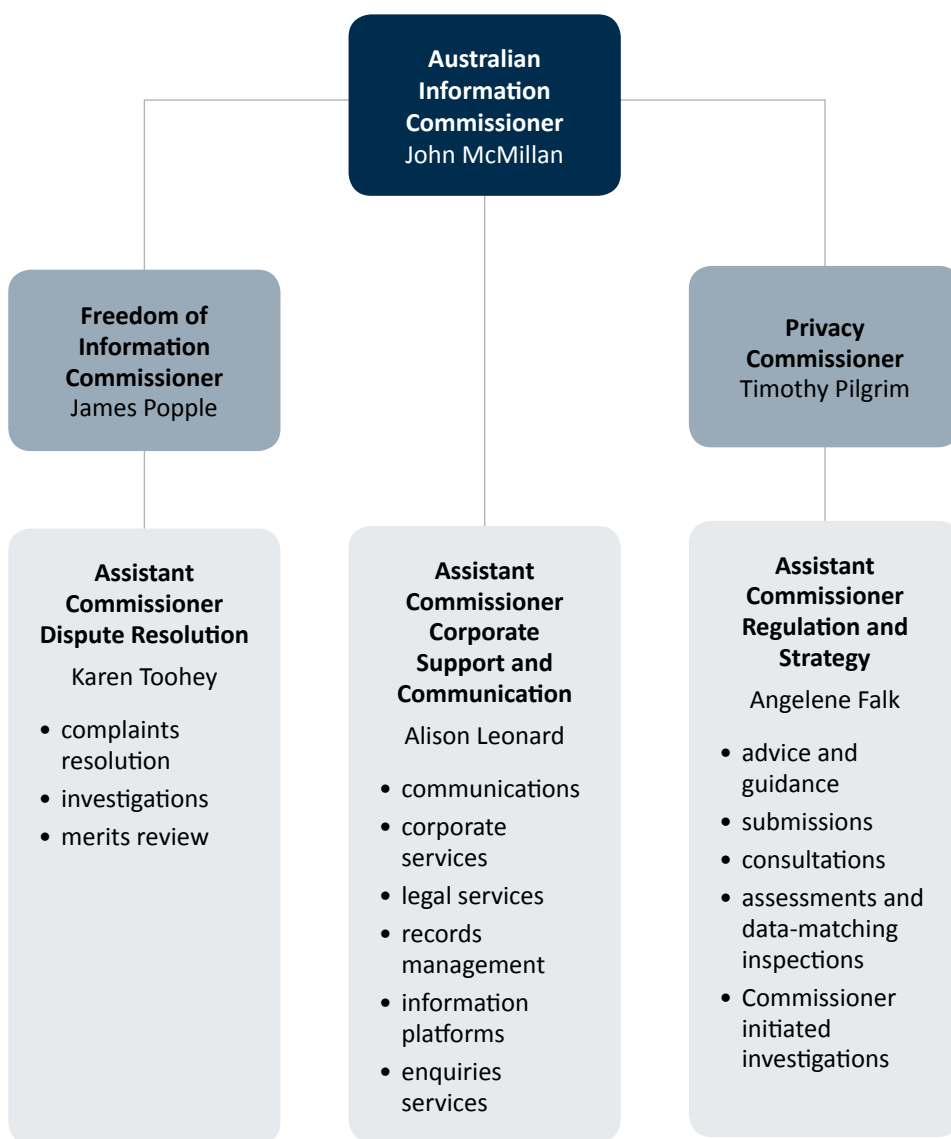 Australian
Information
Commissioner
John McMillan
Freedom of
Information
Commissioner
James Popple
Privacy
Commissioner
Timothy Pilgrim
Assistant
Commissioner
Dispute Resolution
Karen Toohey
• complaints
resolution
• investigations
• merits review
Assistant
Commissioner
Corporate
Support and
Communication
Alison Leonard
• communications
• corporate
services
• legal services
• records
management
• information
platforms
• enquiries
services
Assistant
Commissioner
Regulation and
Strategy
Angelene Falk
• advice and
guidance
• submissions
• consultations
• assessments and
data-matching
inspections
• Commissioner
initiated
investigations